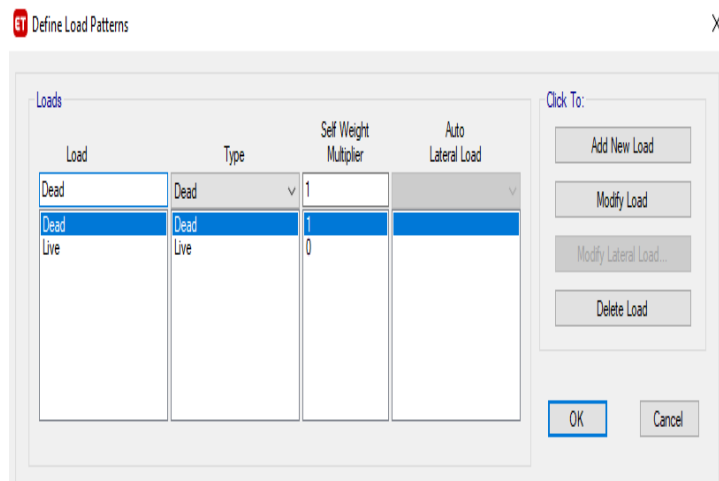 ET Define Load Patterns
Loads
Click To:
Load Type Self Weight Multiplier Auto Lateral Load
Dead Dead 1
Dead Dead 1
Live Live 0
Add New Load
Modify Load
Modify Lateral Load...
Delete Load
OK Cancel